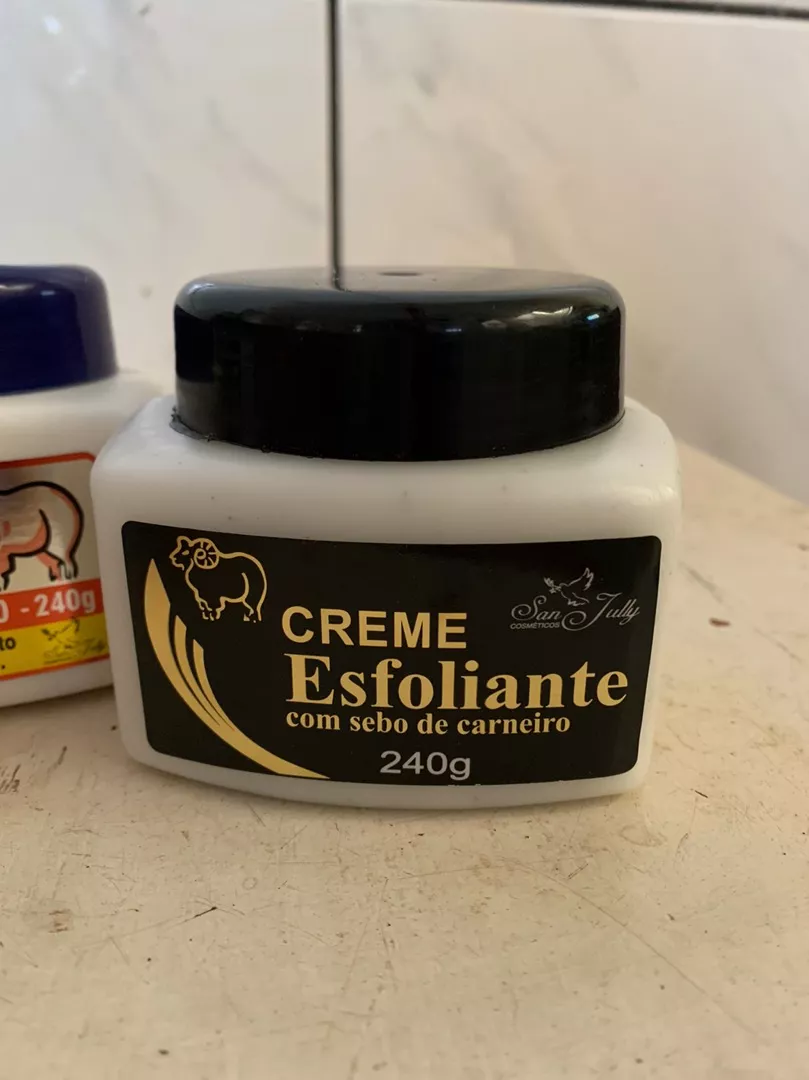 CREME
Esfoliante
com sebo de carneiro
240g
San Jully
COSMÉTICOS
- 240g